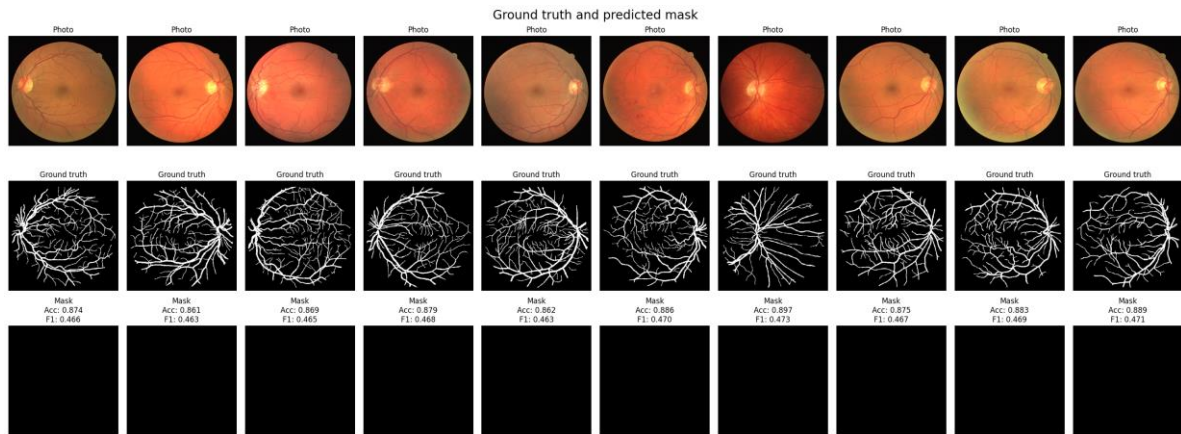 Ground truth and predicted mask
Photo Photo Photo Photo Photo Photo Photo Photo Photo Photo
Ground truth Ground truth Ground truth Ground truth Ground truth Ground truth Ground truth Ground truth Ground truth Ground truth
Mask Mask Mask Mask Mask Mask Mask Mask Mask Mask
Acc: 0.874 Acc: 0.861 Acc: 0.869 Acc: 0.879 Acc: 0.862 Acc: 0.886 Acc: 0.897 Acc: 0.875 Acc: 0.883 Acc: 0.889
F1: 0.466 F1: 0.463 F1: 0.465 F1: 0.468 F1: 0.463 F1: 0.470 F1: 0.473 F1: 0.467 F1: 0.469 F1: 0.471